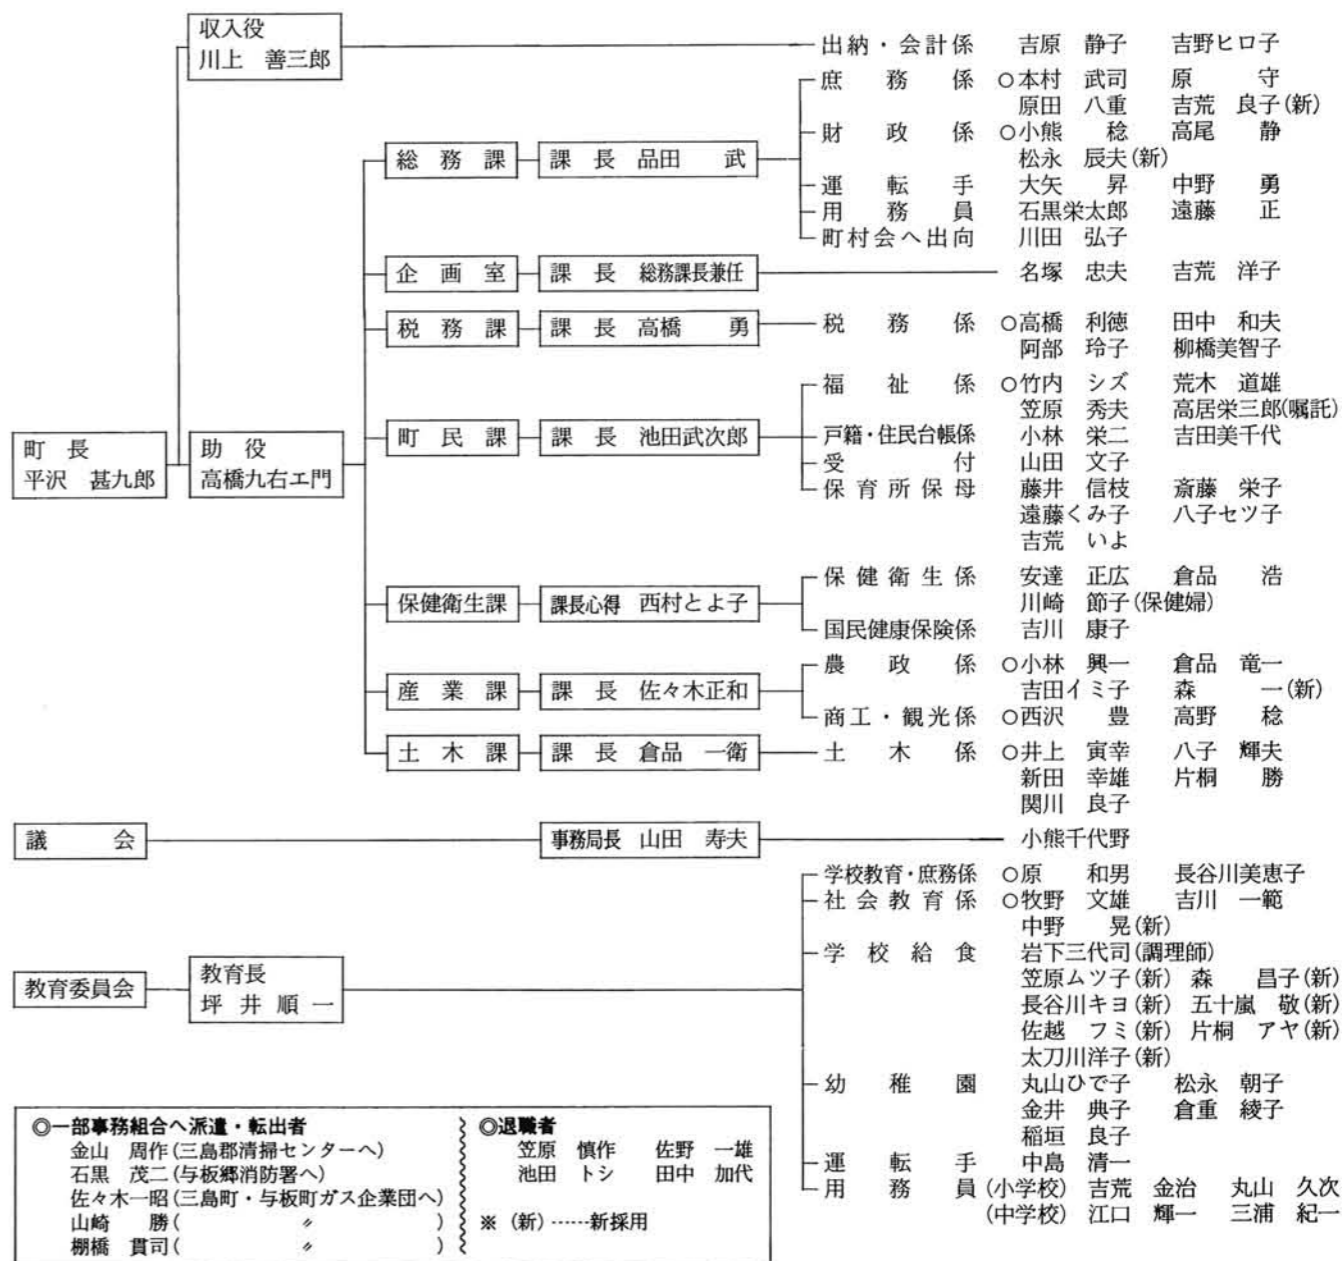 収入役
川上 善三郎
出納・会計係 吉原 静子 吉野ヒロ子
庶務係 ○本村 武司 原 守
原田 八重 吉荒 良子(新)
財政係 ○小熊 稔 高尾 静
松永 辰夫(新)
総務課 課長 品田 武
運転手 大矢 昇 中野 勇
用務員 石黒栄太郎 遠藤 正
町村会へ出向 川田 弘子
企画室 課長 総務課長兼任 名塚 忠夫 吉荒 洋子
税務課 課長 高橋 勇 税務係 ○高橋 利徳 田中 和夫
阿部 玲子 柳橋美智子
福祉係 ○竹内 シズ 荒木 道雄
笠原 秀夫 高居栄三郎(嘱託)
町長
平沢 甚九郎
助役
高橋九右エ門
町民課 課長 池田武次郎
戸籍・住民台帳係 小林 栄二 吉田美千代
受付 山田 文子
保育所保母 藤井 信枝 斎藤 栄子
遠藤くみ子 八子セツ子
吉荒 いよ
保健衛生係 安達 正広 倉品 浩
川崎 節子(保健婦)
保健衛生課 課長心得 西村とよ子
国民健康保険係 吉川 康子
農政係 ○小林 興一 倉品 竜一
吉田イミ子 森 一(新)
産業課 課長 佐々木正和
商工・観光係 ○西沢 豊 高野 稔
土木課 課長 倉品 一衛 土木係 ○井上 寅幸 八子 輝夫
新田 幸雄 片桐 勝
関川 良子
議会 事務局長 山田 寿夫 小熊千代野
学校教育・庶務係 ○原 和男 長谷川美恵子
社会教育係 ○牧野 文雄 吉川 一範
中野 晃(新)
学校給食 岩下三代司(調理師)
笠原ムツ子(新) 森 昌子(新)
教育委員会 教育長
坪井順一
長谷川キヨ(新) 五十嵐 敬(新)
佐越 フミ(新) 片桐 アヤ(新)
太刀川洋子(新)
幼稚園 丸山ひで子 松永 朝子
金井 典子 倉重 綾子
稲垣 良子
運転手 中島 清一
用務員 (小学校) 吉荒 金治 丸山 久次
(中学校) 江口 輝一 三浦 紀一
◎一部事務組合へ派遣・転出者
金山 周作(三島郡清掃センターへ)
石黒 茂二(与板郷消防署へ)
佐々木一昭(三島町・与板町ガス企業団へ)
山崎 勝( 〃 )
棚橋 貫司( 〃 )
◎退職者
笠原 慎作 佐野 一雄
池田 トシ 田中 加代
※(新)……新採用